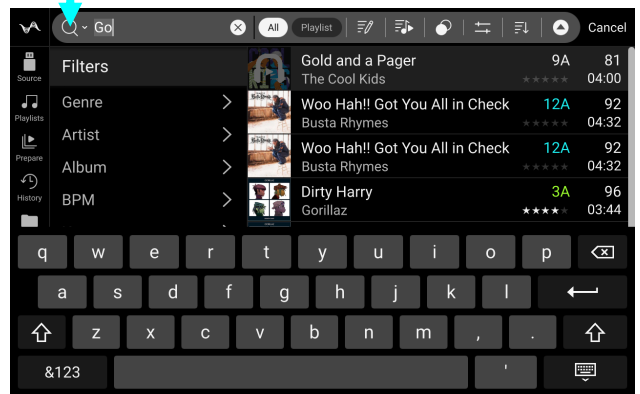 Go All Playlist Cancel
Source
Playlists
Prepare
History
Filters
Genre
Artist
Album
BPM
Gold and a Pager 9A 81
The Cool Kids 04:00
Woo Hah!! Got You All in Check 12A 92
Busta Rhymes 04:32
Woo Hah!! Got You All in Check 12A 92
Busta Rhymes 04:32
Dirty Harry 3A 96
Gorillaz 03:44
q w e r t y u i o p
a s d f g h j k l
z x c v b n m , .
&123 '